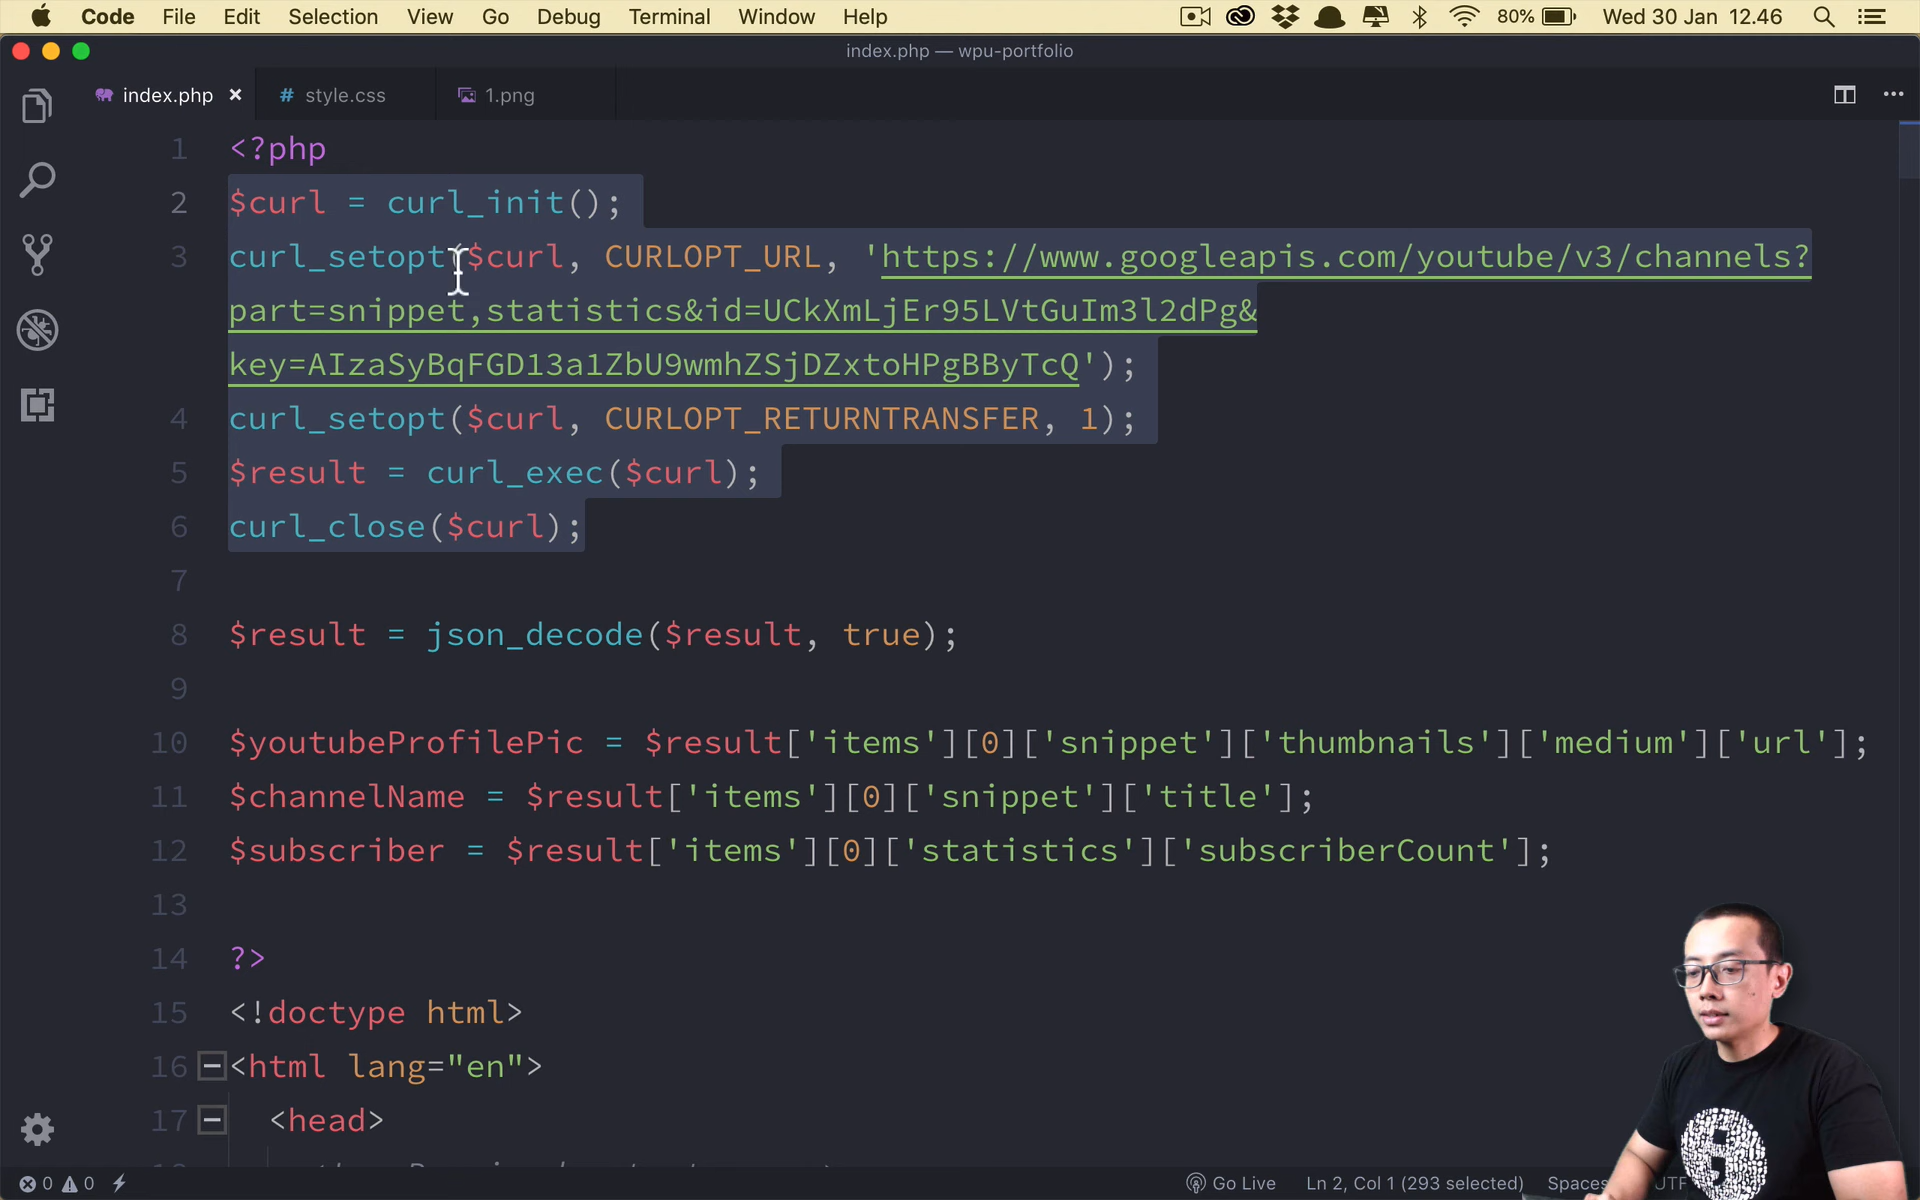 Code File Edit Selection View Go Debug Terminal Window Help 80% Wed 30 Jan 12.46
index.php — wpu-portfolio
index.php style.css 1.png
1 <?php
2 $curl = curl_init();
3 curl_setopt($curl, CURLOPT_URL, 'https://www.googleapis.com/youtube/v3/channels?
part=snippet,statistics&id=UCkXmLjEr95LVtGuIm3l2dPg&
key=AIzaSyBqFGD13a1ZbU9wmhZSjDZxtoHPgBByTcQ');
4 curl_setopt($curl, CURLOPT_RETURNTRANSFER, 1);
5 $result = curl_exec($curl);
6 curl_close($curl);
7
8 $result = json_decode($result, true);
9
10 $youtubeProfilePic = $result['items'][0]['snippet']['thumbnails']['medium']['url'];
11 $channelName = $result['items'][0]['snippet']['title'];
12 $subscriber = $result['items'][0]['statistics']['subscriberCount'];
13
14 ?>
15 <!doctype html>
16 <html lang="en">
17 <head>
0 0 Go Live Ln 2, Col 1 (293 selected) Spaces UTF